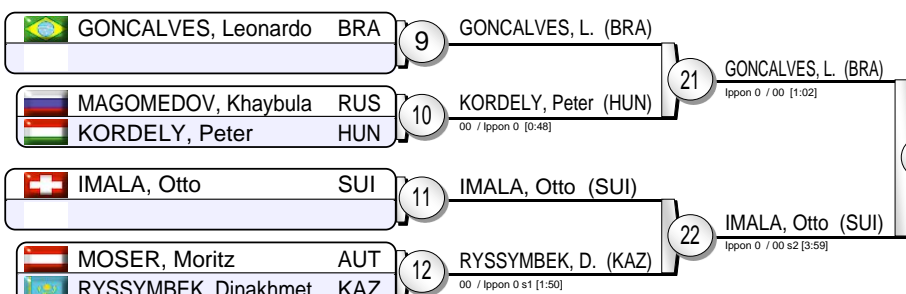 GONCALVES, Leonardo BRA
9
GONCALVES, L. (BRA)
21
GONCALVES, L. (BRA)
Ippon 0 / 00 [1:02]
MAGOMEDOV, Khaybula RUS
KORDELY, Peter HUN
10
KORDELY, Peter (HUN)
00 / Ippon 0 [0:48]
IMALA, Otto SUI
11
IMALA, Otto (SUI)
22
IMALA, Otto (SUI)
Ippon 0 / 00 s2 [3:59]
MOSER, Moritz AUT
RYSSYMBEK, Dinakhmet KAZ
12
RYSSYMBEK, D. (KAZ)
00 / Ippon 0 s1 [1:50]